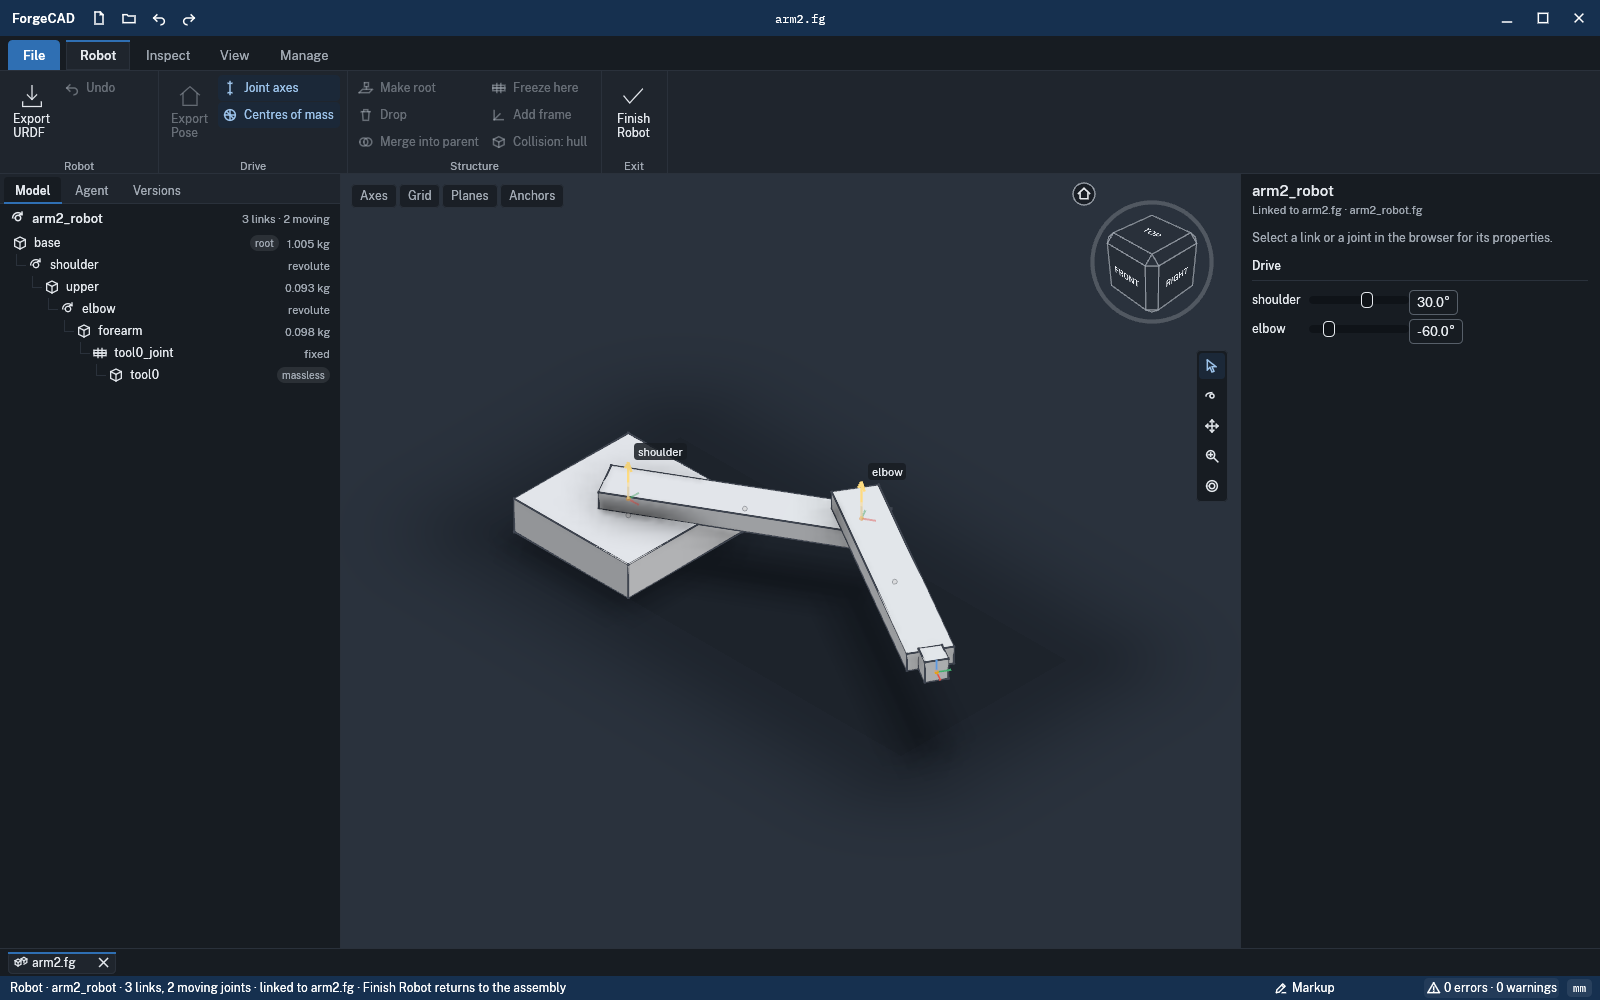 ForgeCAD
arm2.fg
File
Robot
Inspect
View
Manage
Export URDF
Undo
Robot
Export Pose
Joint axes
Centres of mass
Drive
Make root
Drop
Merge into parent
Freeze here
Add frame
Collision: hull
Structure
Finish Robot
Exit
Model
Agent
Versions
arm2_robot
3 links · 2 moving
base
root
1.005 kg
shoulder
revolute
upper
0.093 kg
elbow
revolute
forearm
0.098 kg
tool0_joint
fixed
tool0
massless
Axes
Grid
Planes
Anchors
TOP
FRONT
RIGHT
shoulder
elbow
arm2_robot
Linked to arm2.fg · arm2_robot.fg
Select a link or a joint in the browser for its properties.
Drive
shoulder
30.0°
elbow
-60.0°
arm2.fg
Robot · arm2_robot · 3 links, 2 moving joints · linked to arm2.fg · Finish Robot returns to the assembly
Markup
0 errors · 0 warnings
mm